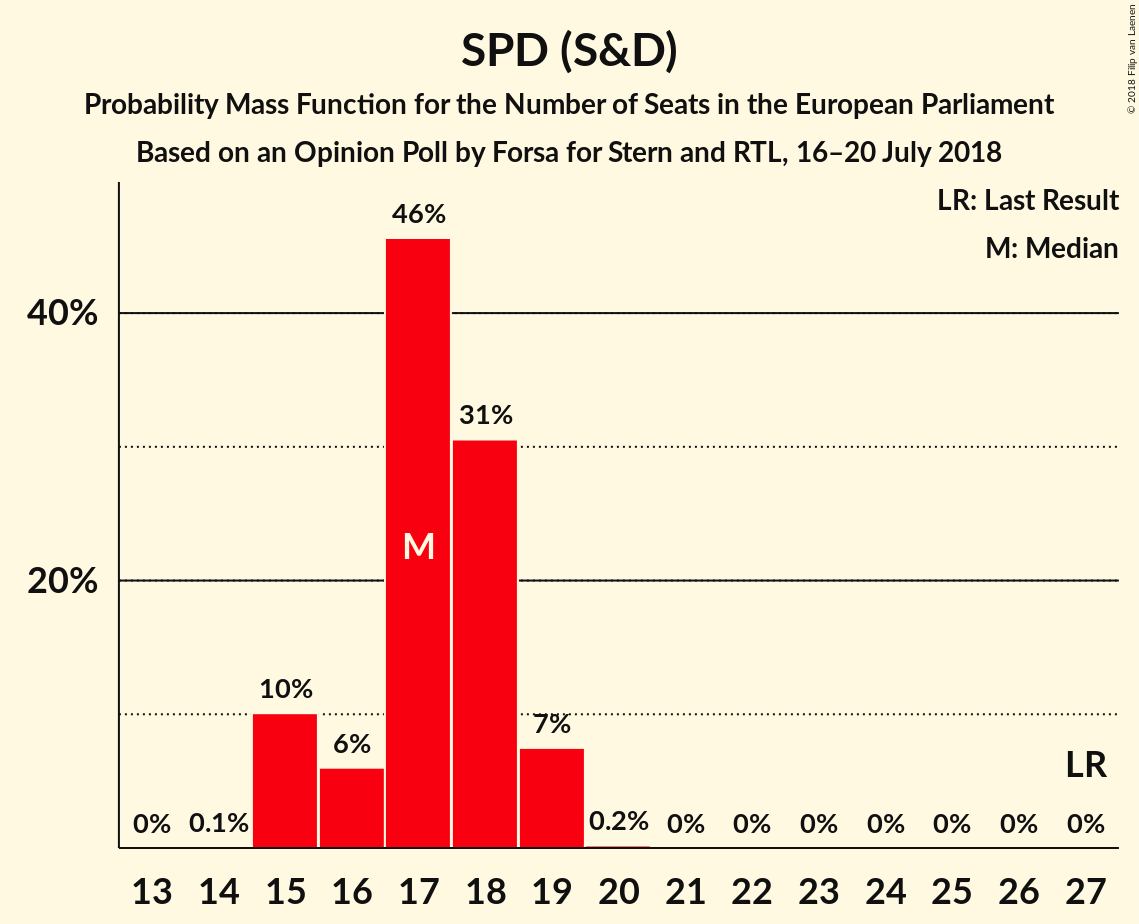 SPD (S&D)
Probability Mass Function for the Number of Seats in the European Parliament
Based on an Opinion Poll by Forsa for Stern and RTL, 16–20 July 2018
© 2018 Filip van Laenen
LR: Last Result
M: Median
46%
40%
31%
M
20%
10%
6%
7%
LR
0% 0.1% 0.2% 0% 0% 0% 0% 0% 0% 0%
13 14 15 16 17 18 19 20 21 22 23 24 25 26 27